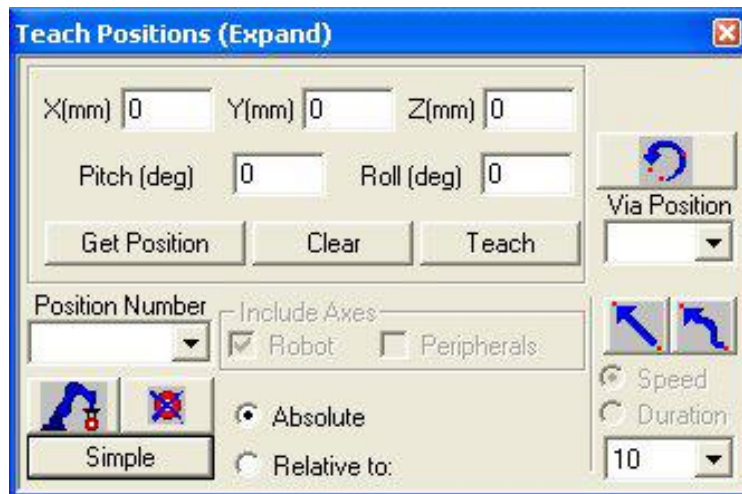 Teach Positions (Expand)
X(mm) 0 Y(mm) 0 Z(mm) 0
Pitch (deg) 0 Roll (deg) 0
Get Position Clear Teach
Via Position
Position Number
Include Axes
Robot Peripherals
Speed
Duration
Absolute
Simple
Relative to:
10